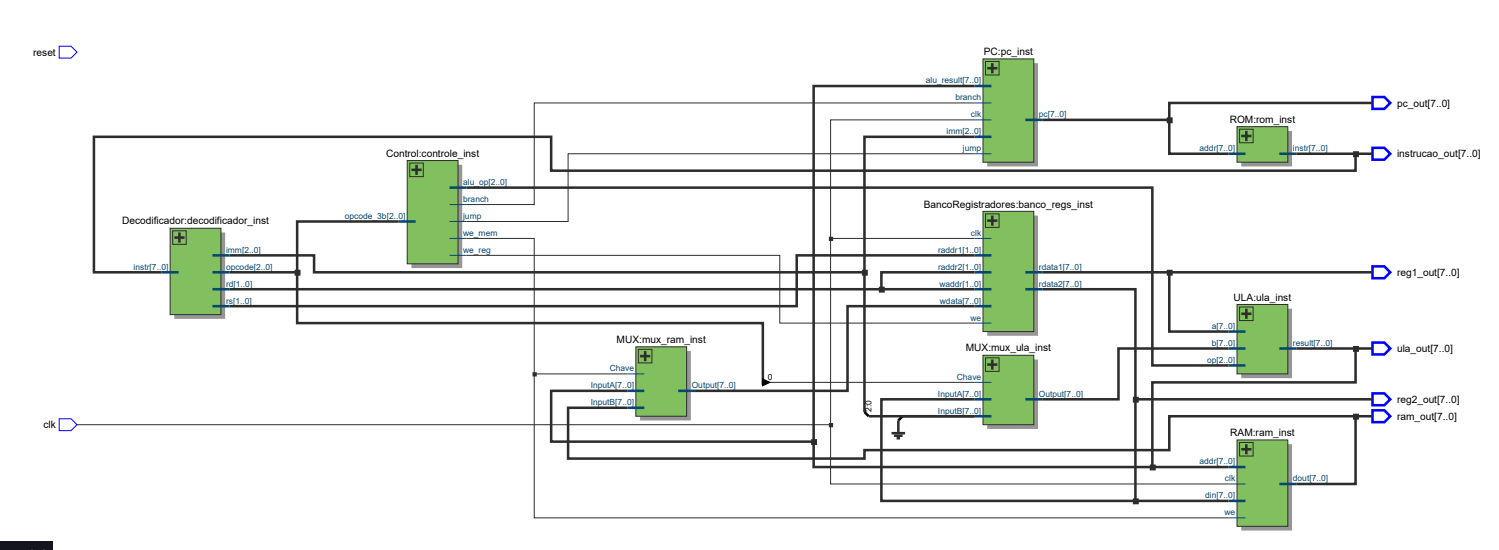 reset
clk
Decodificador:decodificador_inst
instr[7..0]
imm[2..0]
opcode[2..0]
rd[1..0]
rs[1..0]
Control:controle_inst
opcode_3b[2..0]
alu_op[2..0]
branch
jump
we_mem
we_reg
MUX:mux_ram_inst
Chave
InputA[7..0]
InputB[7..0]
Output[7..0]
0
2:0
PC:pc_inst
alu_result[7..0]
branch
clk
imm[2..0]
jump
pc[7..0]
BancoRegistradores:banco_regs_inst
clk
raddr1[1..0]
raddr2[1..0]
waddr[1..0]
wdata[7..0]
we
rdata1[7..0]
rdata2[7..0]
MUX:mux_ula_inst
Chave
InputA[7..0]
InputB[7..0]
Output[7..0]
ROM:rom_inst
addr[7..0]
instr[7..0]
ULA:ula_inst
a[7..0]
b[7..0]
op[2..0]
result[7..0]
RAM:ram_inst
addr[7..0]
clk
din[7..0]
we
dout[7..0]
pc_out[7..0]
instrucao_out[7..0]
reg1_out[7..0]
ula_out[7..0]
reg2_out[7..0]
ram_out[7..0]